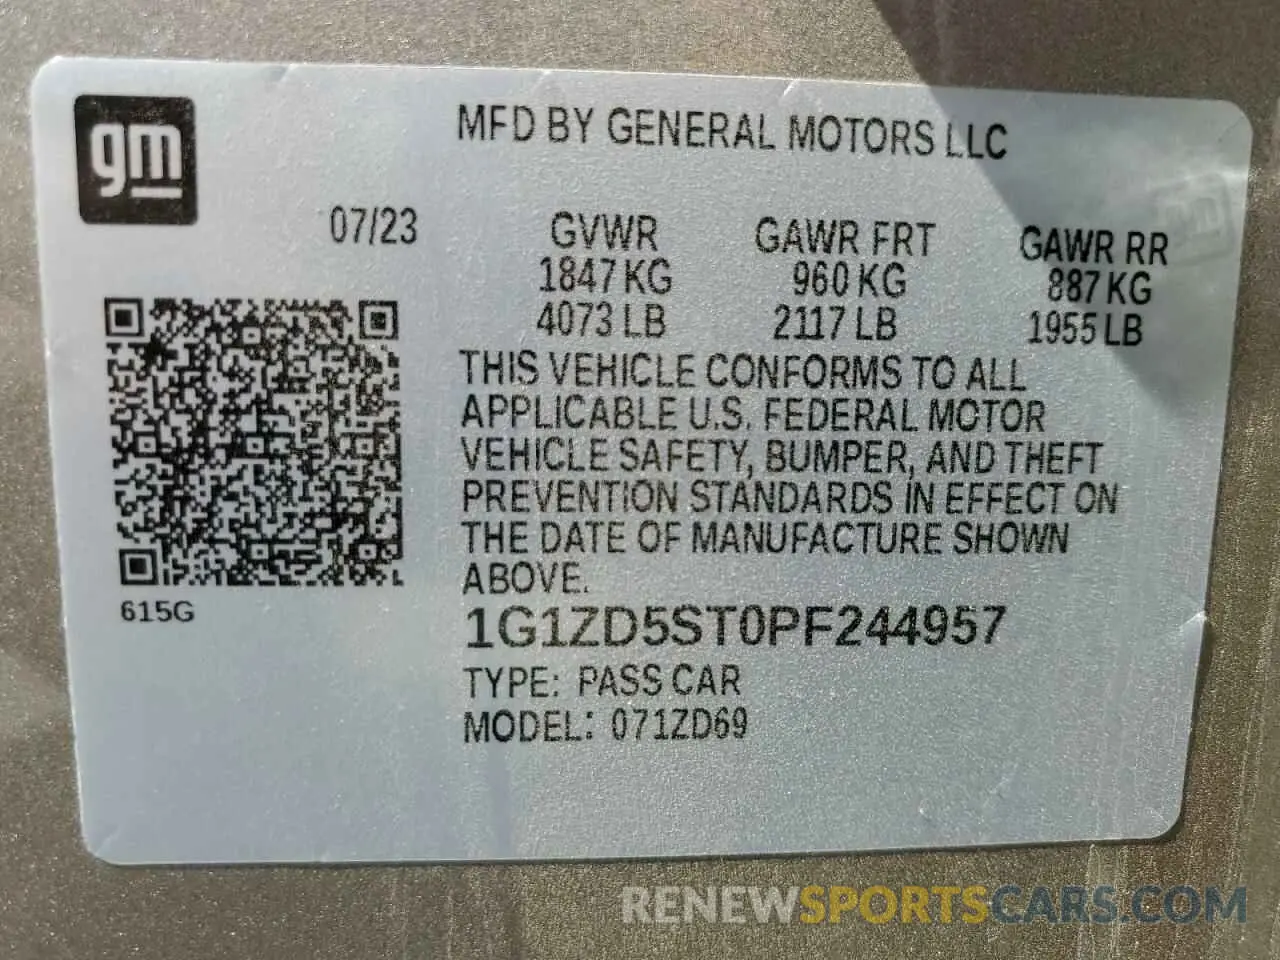 gm
MFD BY GENERAL MOTORS LLC
07/23
GVWR GAWR FRT GAWR RR
1847 KG 960 KG 887 KG
4073 LB 2117 LB 1955 LB
THIS VEHICLE CONFORMS TO ALL
APPLICABLE U.S. FEDERAL MOTOR
VEHICLE SAFETY, BUMPER, AND THEFT
PREVENTION STANDARDS IN EFFECT ON
THE DATE OF MANUFACTURE SHOWN
ABOVE.
615G
1G1ZD5ST0PF244957
TYPE: PASS CAR
MODEL: 071ZD69
RENEWSPORTSCARS.COM